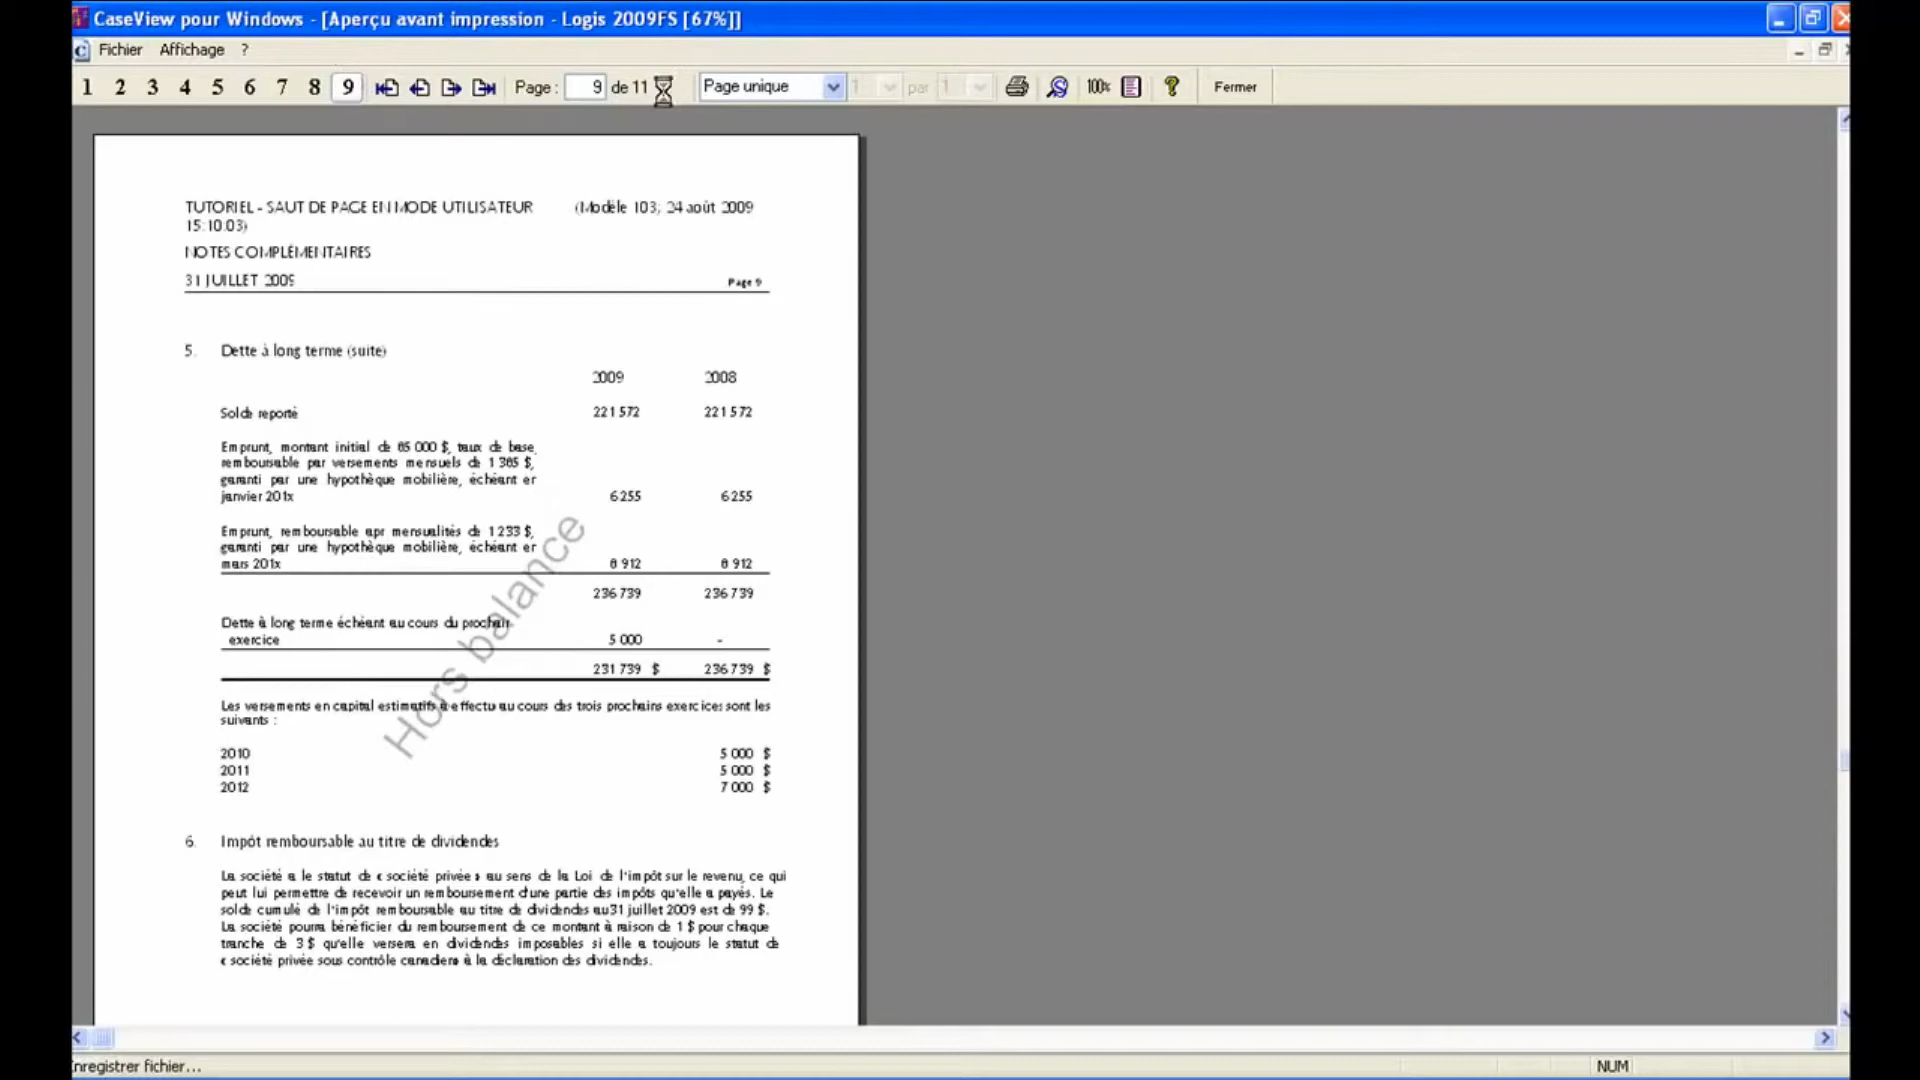 CaseView pour Windows - [Aperçu avant impression - Logis 2009FS [67%]]
Fichier Affichage ?
1 2 3 4 5 6 7 8 9 Page : 9 de 11 Page unique 1 par 1 100% Fermer
TUTORIEL - SAUT DE PAGE EN MODE UTILISATEUR (Modèle 103; 24 août 2009
15:10:03)
NOTES COMPLÉMENTAIRES
31 JUILLET 2009 Page 9
5. Dette à long terme (suite)
2009 2008
Solde reporté 221 572 221 572
Emprunt, montant initial de 85 000 $, taux de base,
remboursable par versements mensuels de 1 365 $,
garanti par une hypothèque mobilière, échéant en
janvier 201x 6 255 6 255
Emprunt, remboursable apr mensualités de 1 233 $,
garanti par une hypothèque mobilière, échéant en
mars 201x 8 912 8 912
236 739 236 739
Dette à long terme échéant au cours du prochain
exercice 5 000 -
231 739 $ 236 739 $
Hors balance
Les versements en capital estimatifs à effectu au cours des trois prochains exercices sont les
suivants :
2010 5 000 $
2011 5 000 $
2012 7 000 $
6. Impôt remboursable au titre de dividendes
La société a le statut de « société privée » au sens de la Loi de l'impôt sur le revenu, ce qui
peut lui permettre de recevoir un remboursement d'une partie des impôts qu'elle a payés. Le
solde cumulé de l'impôt remboursable au titre de dividendes au 31 juillet 2009 est de 99 $.
La société pourra bénéficier du remboursement de ce montant à raison de 1 $ pour chaque
tranche de 3 $ qu'elle versera en dividendes imposables si elle a toujours le statut de
« société privée sous contrôle canadien» à la déclaration des dividendes.
nregistrer fichier... NUM